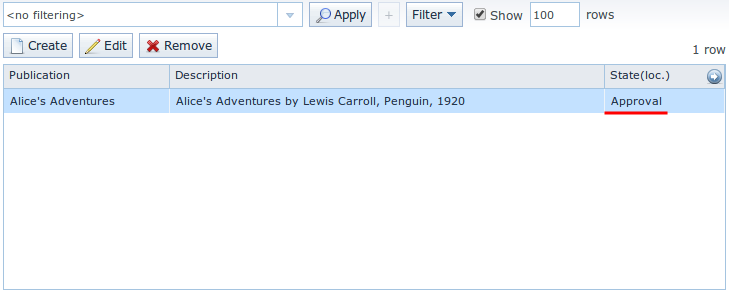 <no filtering> Apply + Filter Show 100 rows
Create Edit Remove 1 row
Publication Description State(loc.)
Alice's Adventures Alice's Adventures by Lewis Carroll, Penguin, 1920 Approval